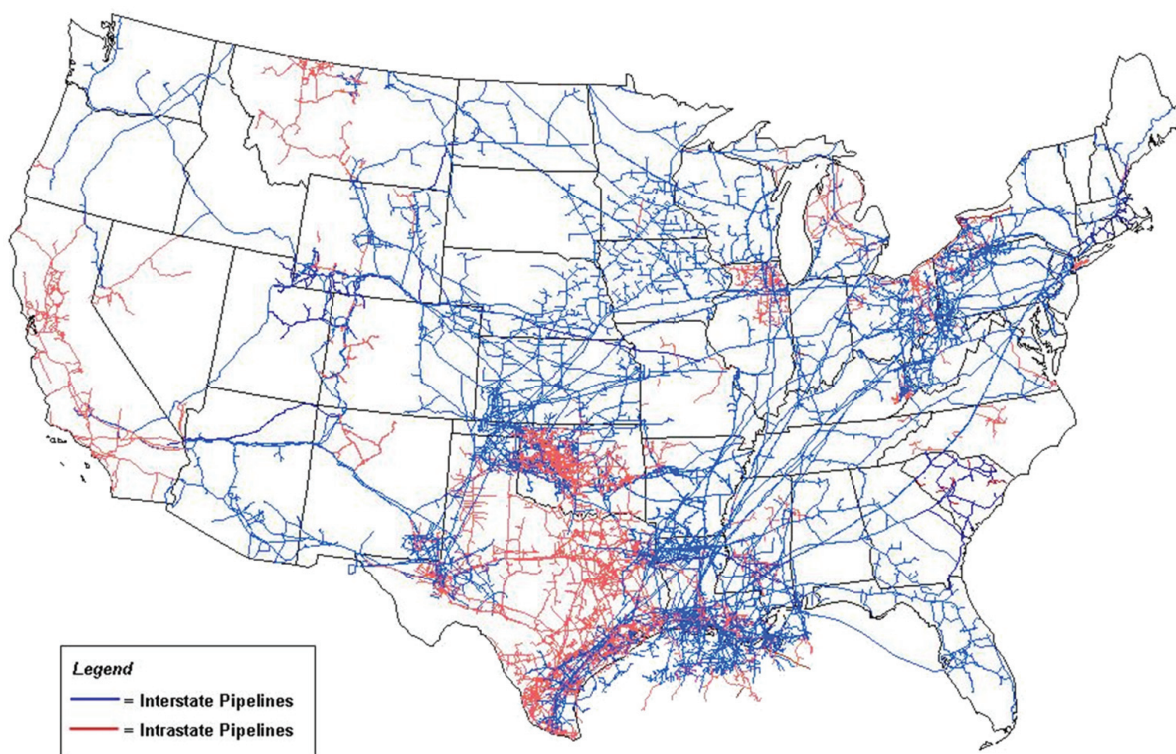 Legend
= Interstate Pipelines
= Intrastate Pipelines